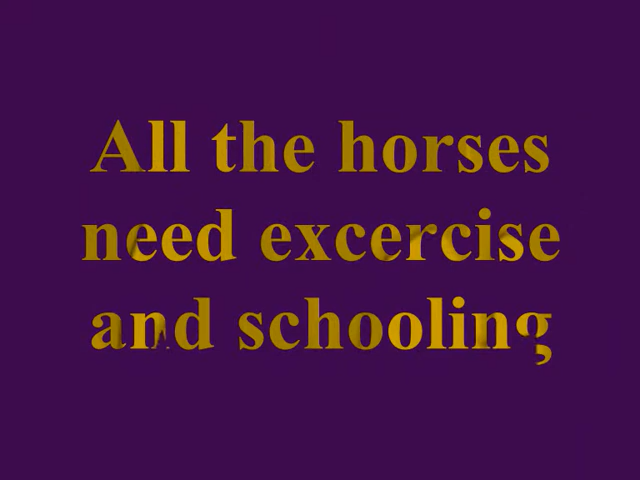 All the horses
need excercise
and schooling